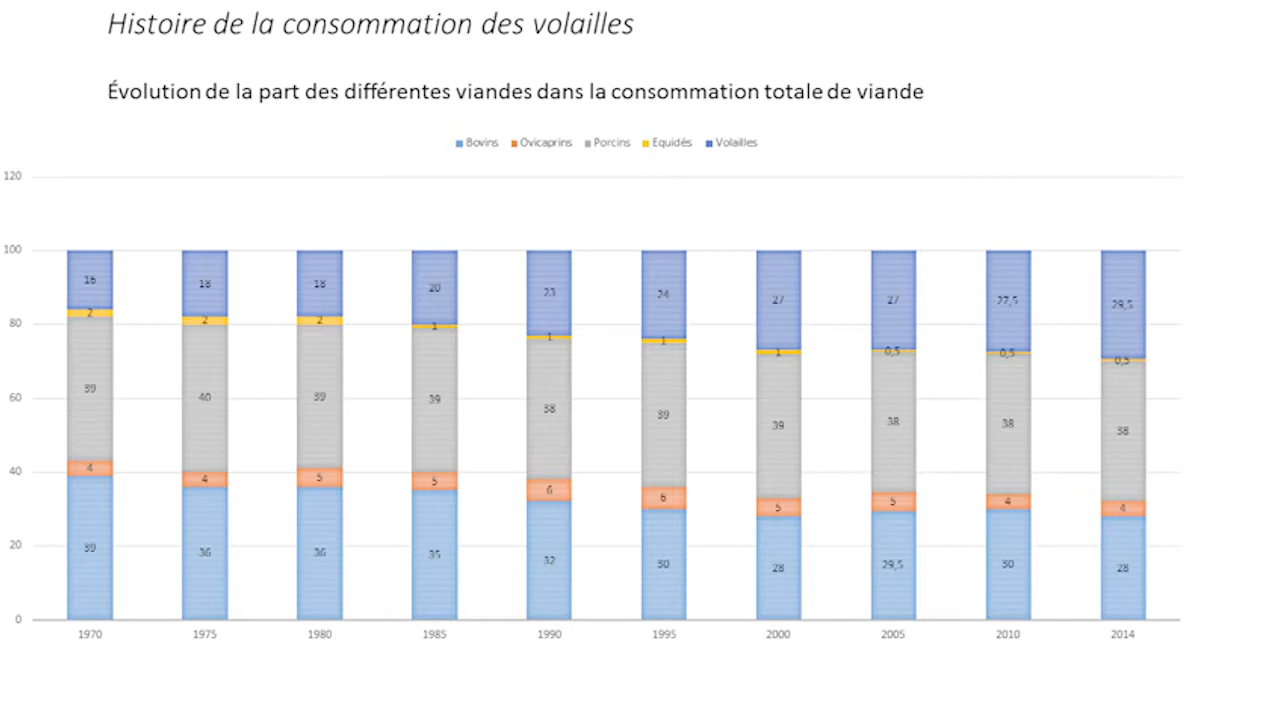 Histoire de la consommation des volailles
Évolution de la part des différentes viandes dans la consommation totale de viande
Bovins Ovicaprins Porcins Equidés Volailles
120
100
16 18 18 20 23 24 27 27 27,5 29,5
80
2 2 2 1 1 1 1 0,5 0,5 0,5
39 40 39 39 38 39 39 38 38 38
60
40
4 4 5 5 6 6 5 5 4 4
39 36 36 35 32 30 28 29,5 30 28
20
0
1970 1975 1980 1985 1990 1995 2000 2005 2010 2014